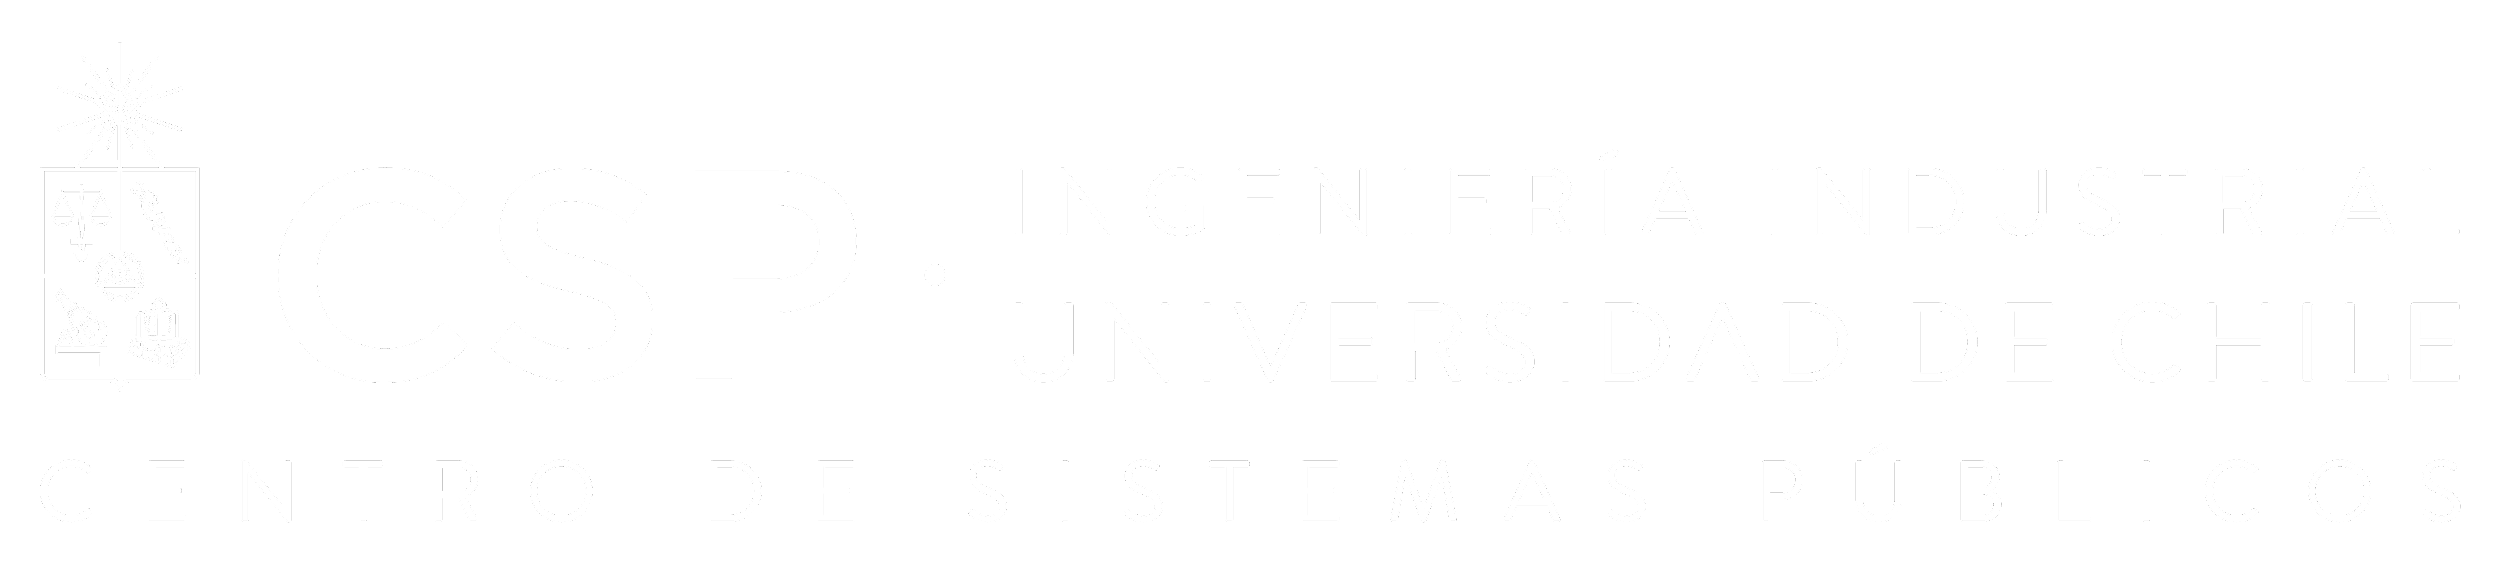 CSP.
INGENIERÍA INDUSTRIAL
UNIVERSIDAD DE CHILE
CENTRO DE SISTEMAS PÚBLICOS